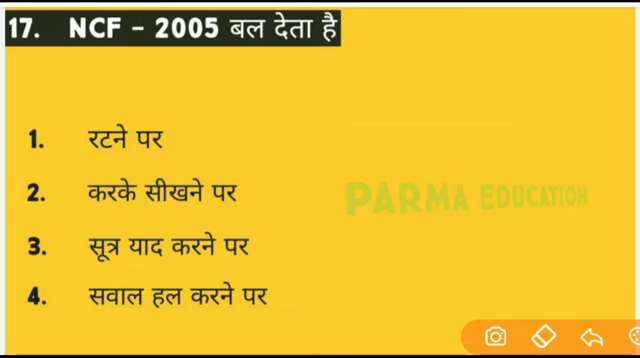 17. NCF - 2005 बल देता है
1. रटने पर
2. करके सीखने पर
PARMA EDUCATION
3. सूत्र याद करने पर
4. सवाल हल करने पर